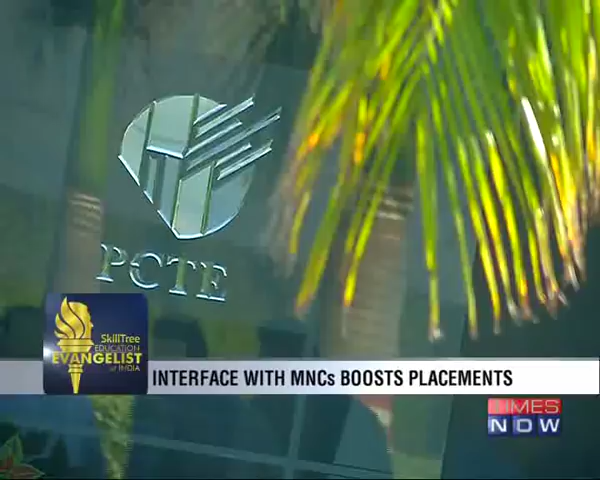 PCTE
SkillTree
EDUCATION
EVANGELIST
of INDIA
INTERFACE WITH MNCs BOOSTS PLACEMENTS
TIMES
NOW